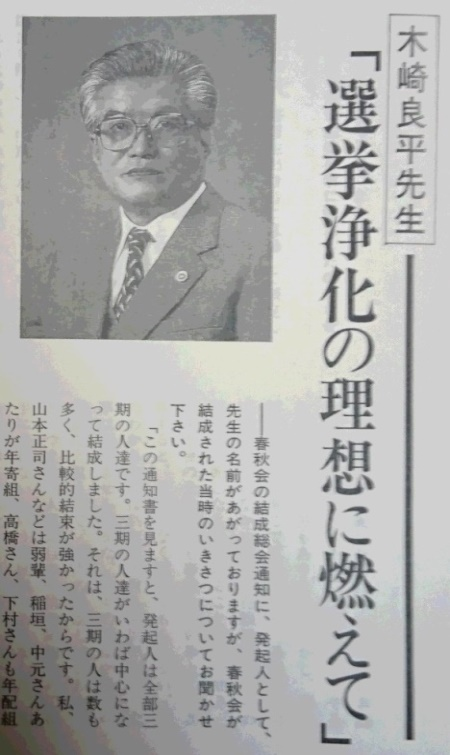 木崎良平先生
「選挙浄化の理想に燃えて」
――春秋会の結成総会通知に、発起人として、
先生の名前があがっておりますが、春秋会が
結成された当時のいきさつについてお聞かせ
下さい。
「この通知書を見ますと、発起人は全部三
期の人達です。三期の人達がいわば中心にな
って結成しました。それは、三期の人は数も
多く、比較的結束が強かったからです。私、
山本正司さんなどは弱輩、稲垣、中元さんあ
たりが年寄組、高橋さん、下村さんも年配組